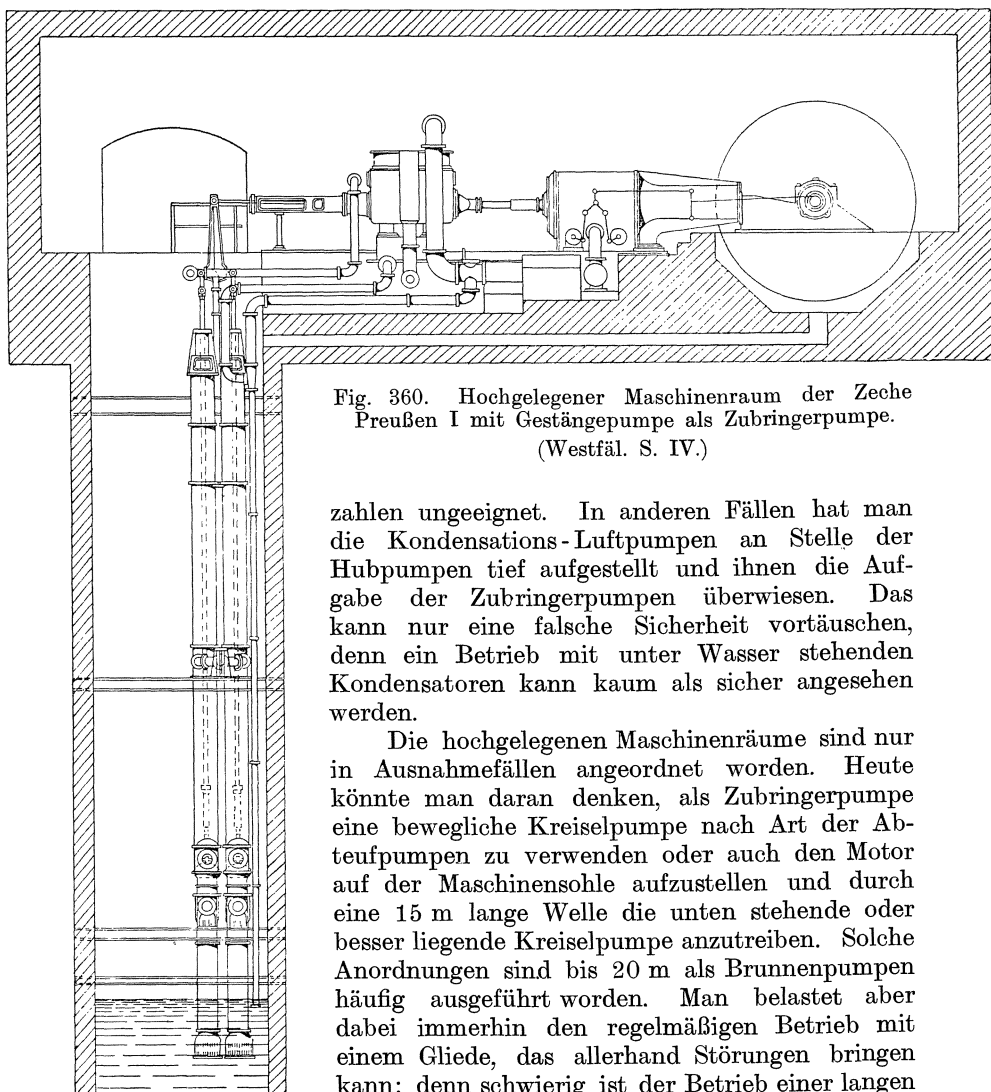 Fig. 360. Hochgelegener Maschinenraum der Zeche
Preußen I mit Gestängepumpe als Zubringerpumpe.
(Westfäl. S. IV.)
zahlen ungeeignet. In anderen Fällen hat man
die Kondensations-Luftpumpen an Stelle der
Hubpumpen tief aufgestellt und ihnen die Auf-
gabe der Zubringerpumpen überwiesen. Das
kann nur eine falsche Sicherheit vortäuschen,
denn ein Betrieb mit unter Wasser stehenden
Kondensatoren kann kaum als sicher angesehen
werden.
Die hochgelegenen Maschinenräume sind nur
in Ausnahmefällen angeordnet worden. Heute
könnte man daran denken, als Zubringerpumpe
eine bewegliche Kreiselpumpe nach Art der Ab-
teufpumpen zu verwenden oder auch den Motor
auf der Maschinensohle aufzustellen und durch
eine 15 m lange Welle die unten stehende oder
besser liegende Kreiselpumpe anzutreiben. Solche
Anordnungen sind bis 20 m als Brunnenpumpen
häufig ausgeführt worden. Man belastet aber
dabei immerhin den regelmäßigen Betrieb mit
einem Gliede, das allerhand Störungen bringen
kann; denn schwierig ist der Betrieb einer langen